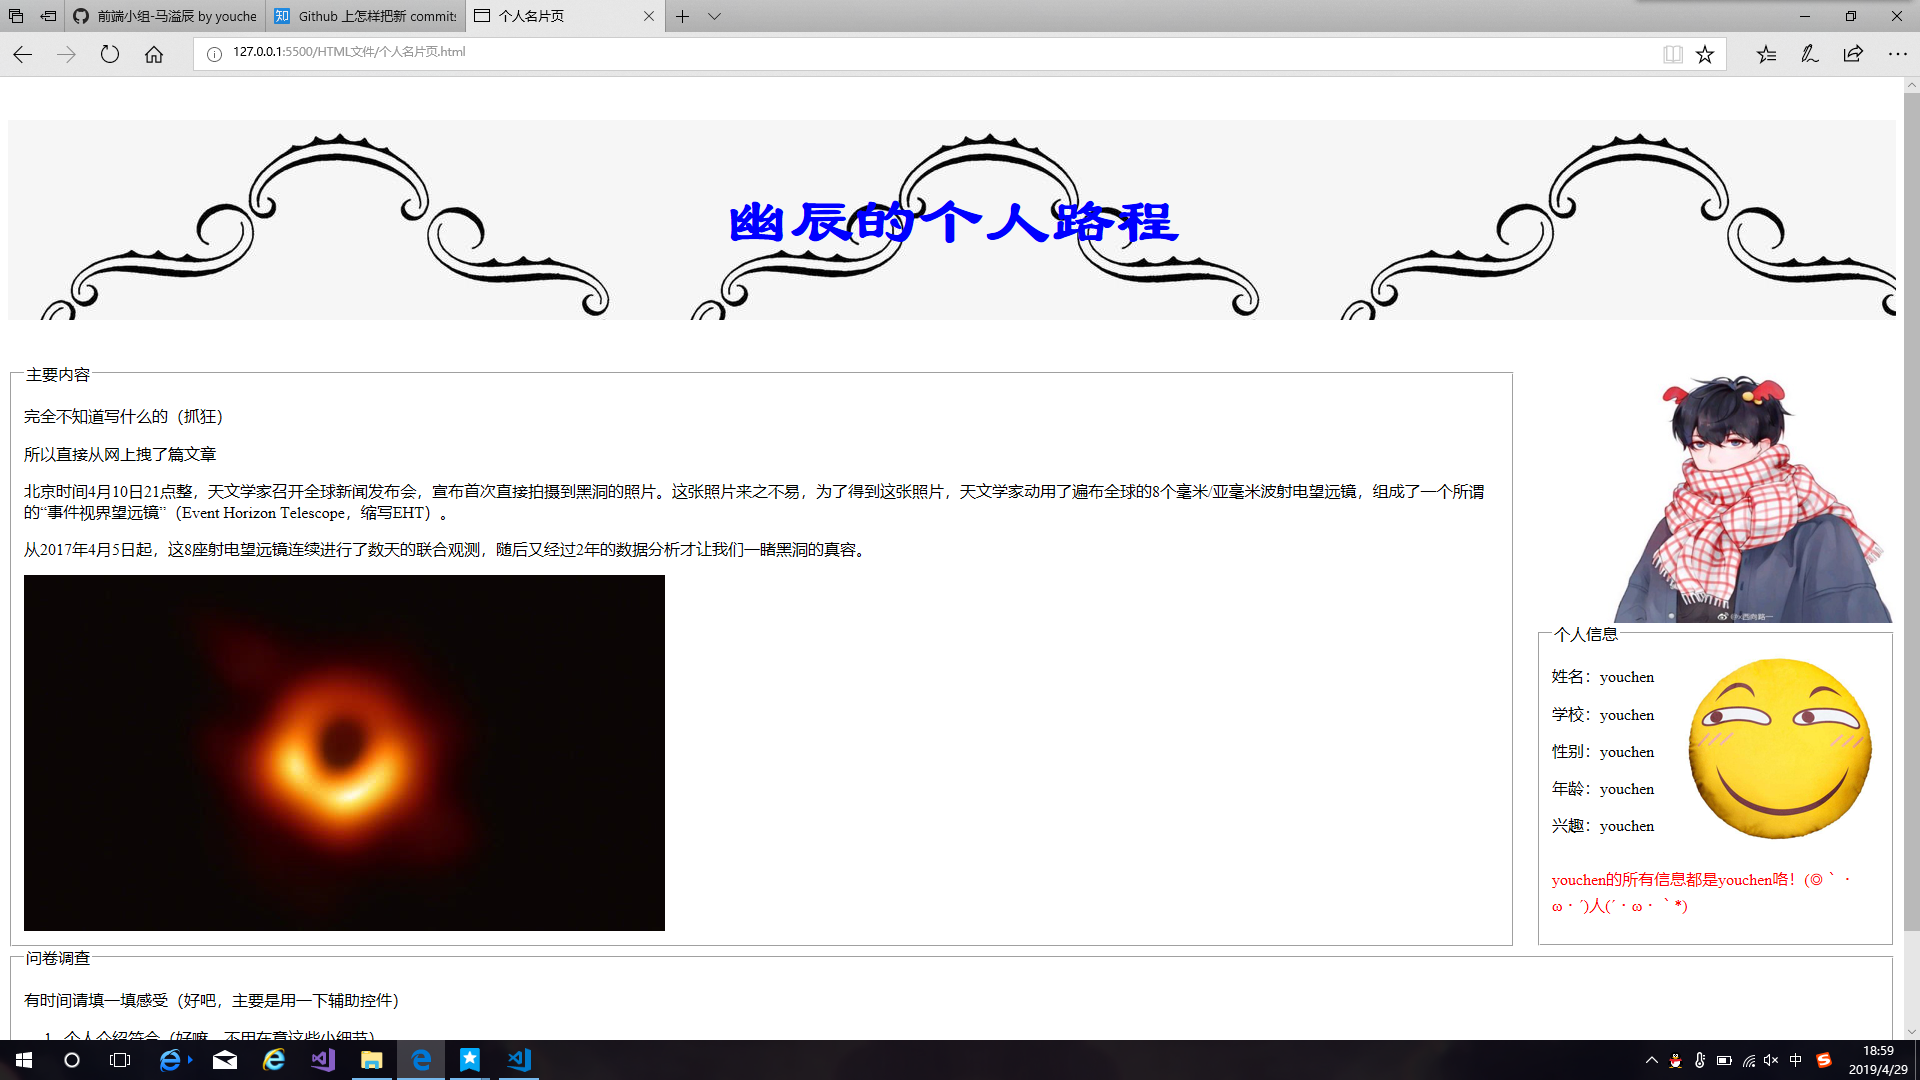 前端小组-马溢辰 by youche
Github 上怎样把新 commits
个人名片页
127.0.0.1:5500/HTML文件/个人名片页.html
幽辰的个人路程
主要内容
完全不知道写什么的（抓狂）
所以直接从网上拽了篇文章
北京时间4月10日21点整，天文学家召开全球新闻发布会，宣布首次直接拍摄到黑洞的照片。这张照片来之不易，为了得到这张照片，天文学家动用了遍布全球的8个毫米/亚毫米波射电望远镜，组成了一个所谓
的“事件视界望远镜”（Event Horizon Telescope，缩写EHT）。
从2017年4月5日起，这8座射电望远镜连续进行了数天的联合观测，随后又经过2年的数据分析才让我们一睹黑洞的真容。
个人信息
姓名：youchen
学校：youchen
性别：youchen
年龄：youchen
兴趣：youchen
youchen的所有信息都是youchen咯！(◎｀・
ω・´)人(´・ω・｀*)
问卷调查
有时间请填一填感受（好吧，主要是用一下辅助控件）
1. 个人介绍符合（好嘛，不用在意这些小细节）
中
18:59
2019/4/29